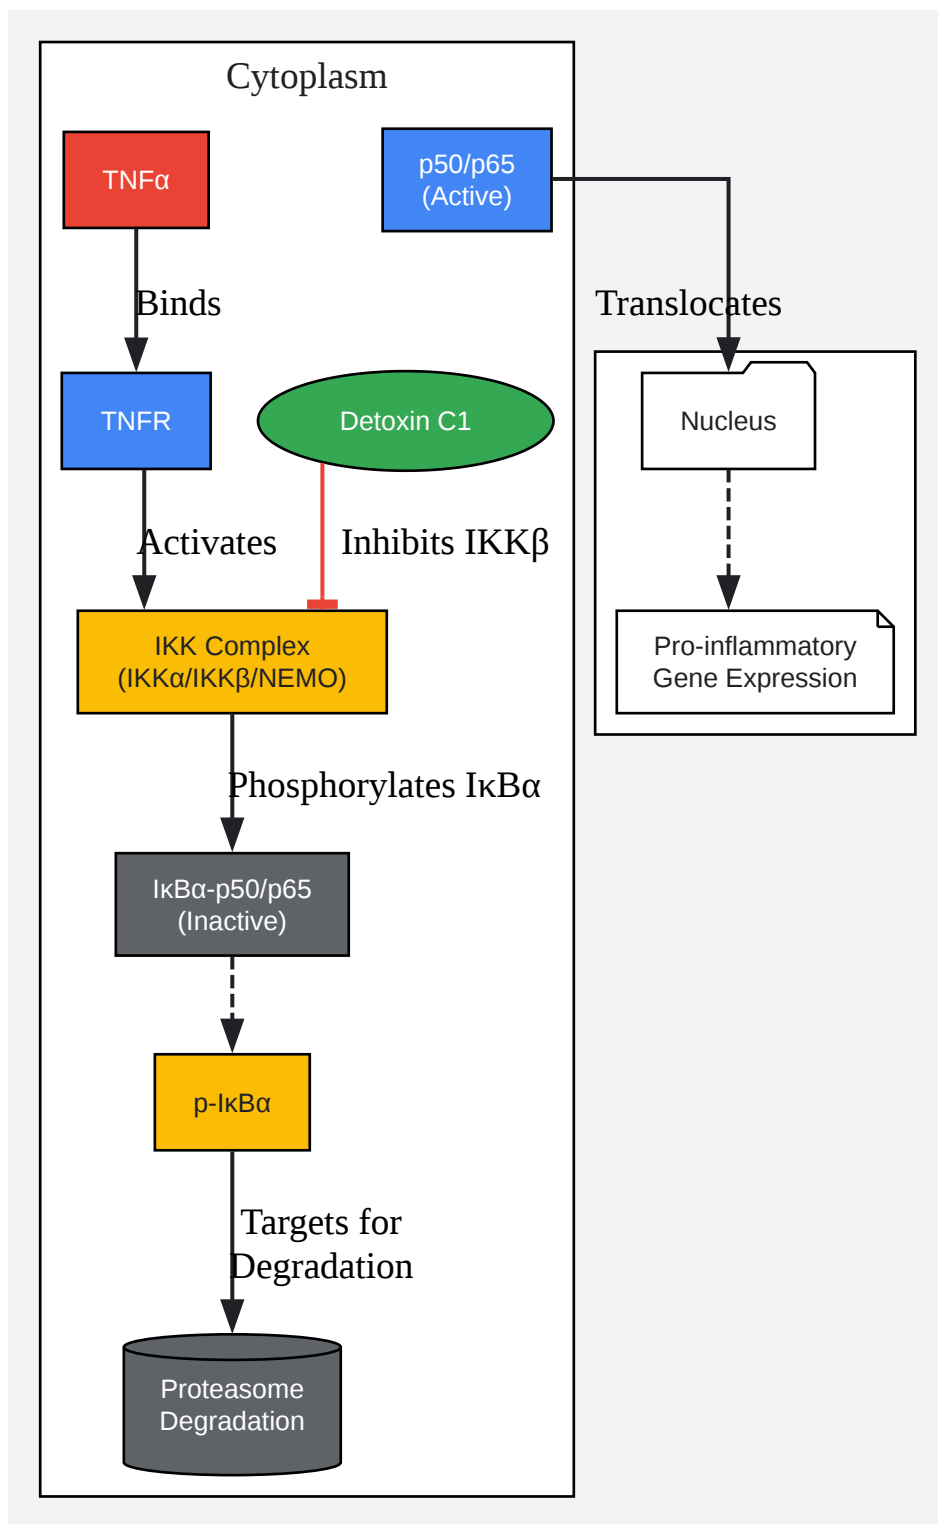 Cytoplasm
TNFα
p50/p65
(Active)
Binds
Translocates
TNFR
Detoxin C1
Nucleus
Activates
Inhibits IKKβ
IKK Complex
(IKKα/IKKβ/NEMO)
Pro-inflammatory
Gene Expression
Phosphorylates IκBα
IκBα-p50/p65
(Inactive)
p-IκBα
Targets for
Degradation
Proteasome
Degradation